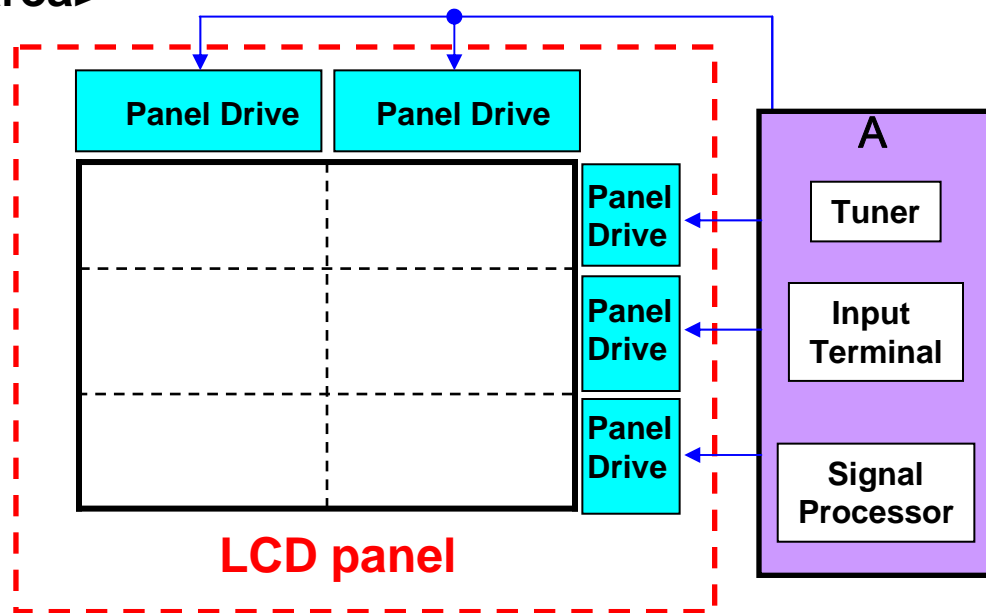 Panel Drive
Panel Drive
A
Panel
Drive
Tuner
Panel
Drive
Input
Terminal
Panel
Drive
Signal
Processor
LCD panel